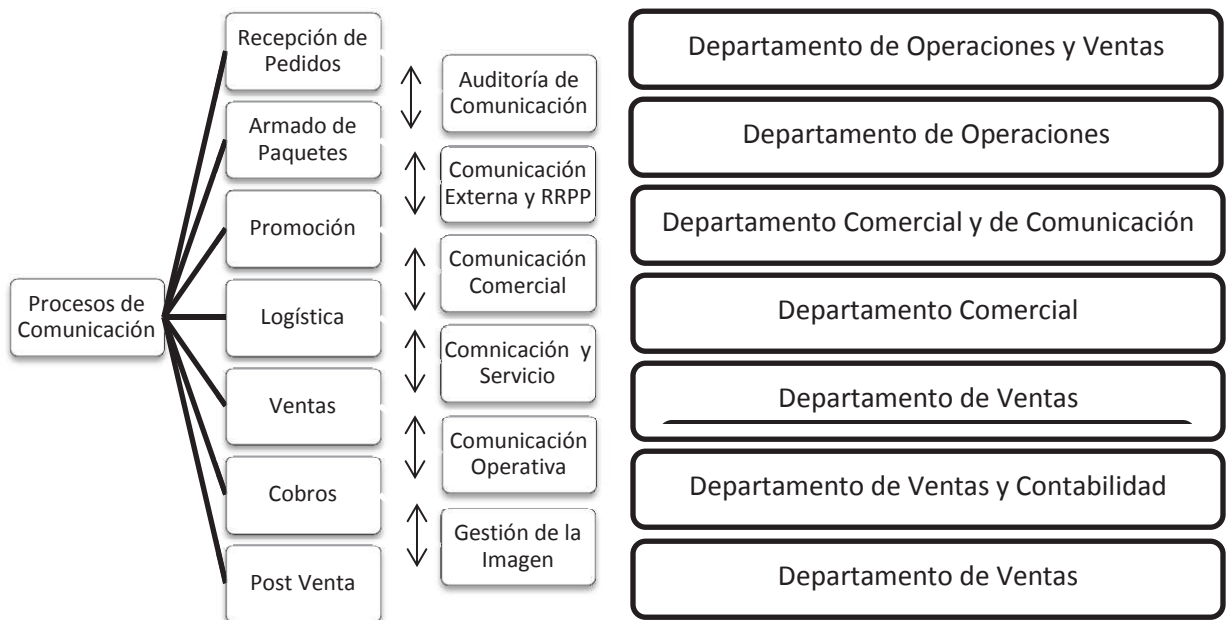 Procesos de
Comunicación
Recepción de
Pedidos
Armado de
Paquetes
Promoción
Logística
Ventas
Cobros
Post Venta
Auditoría de
Comunicación
Comunicación
Externa y RRPP
Comunicación
Comercial
Comnicación y
Servicio
Comunicación
Operativa
Gestión de la
Imagen
Departamento de Operaciones y Ventas
Departamento de Operaciones
Departamento Comercial y de Comunicación
Departamento Comercial
Departamento de Ventas
Departamento de Ventas y Contabilidad
Departamento de Ventas